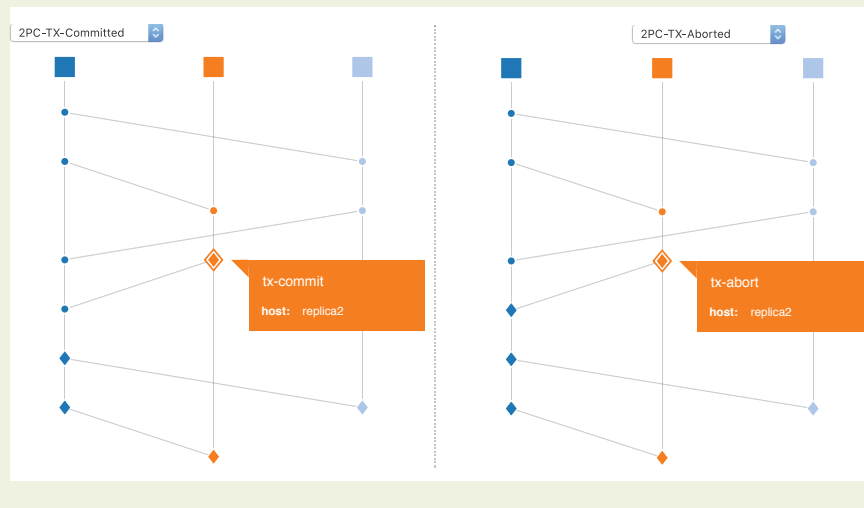 2PC-TX-Committed
2PC-TX-Aborted
tx-commit
host: replica2
tx-abort
host: replica2